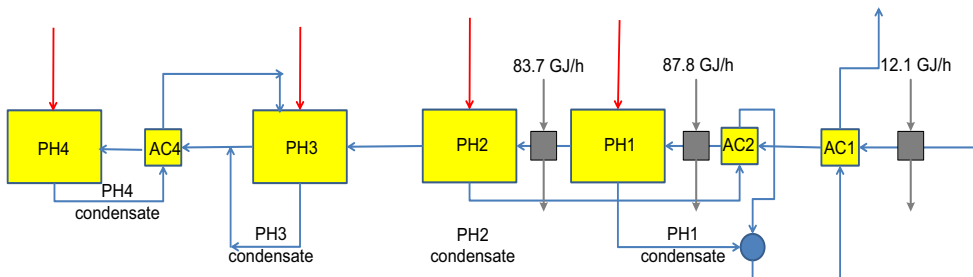 83.7 GJ/h
87.8 GJ/h
12.1 GJ/h
PH4
AC4
PH3
PH2
PH1
AC2
AC1
PH4
condensate
PH3
condensate
PH2
condensate
PH1
condensate